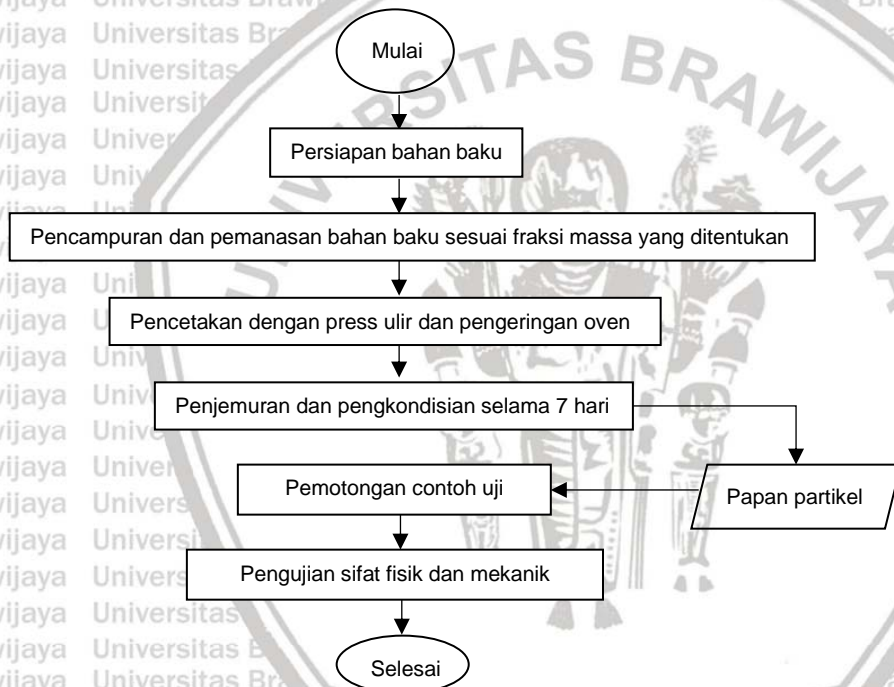 Mulai
Persiapan bahan baku
Pencampuran dan pemanasan bahan baku sesuai fraksi massa yang ditentukan
Pencetakan dengan press ulir dan pengeringan oven
Penjemuran dan pengkondisian selama 7 hari
Pemotongan contoh uji
Papan partikel
Pengujian sifat fisik dan mekanik
Selesai
UNIVERSITAS BRAWIJAYA